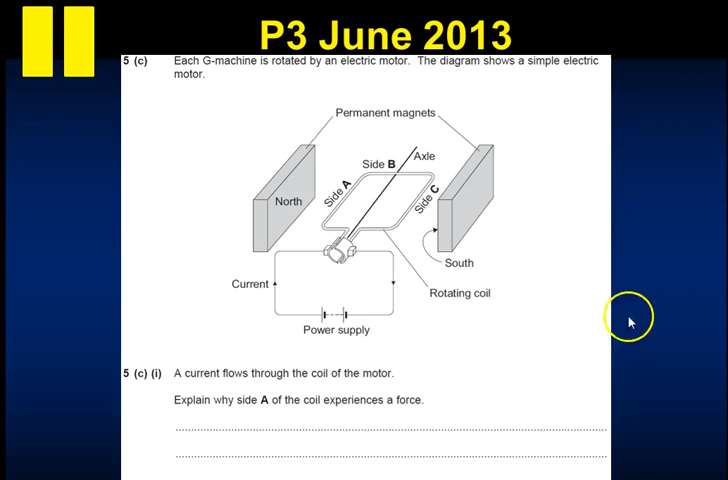 P3 June 2013
5 (c) Each G-machine is rotated by an electric motor. The diagram shows a simple electric
motor.
Permanent magnets
Axle
Side B
Side A
Side C
North
South
Current
Rotating coil
Power supply
5 (c) (i) A current flows through the coil of the motor.
Explain why side A of the coil experiences a force.